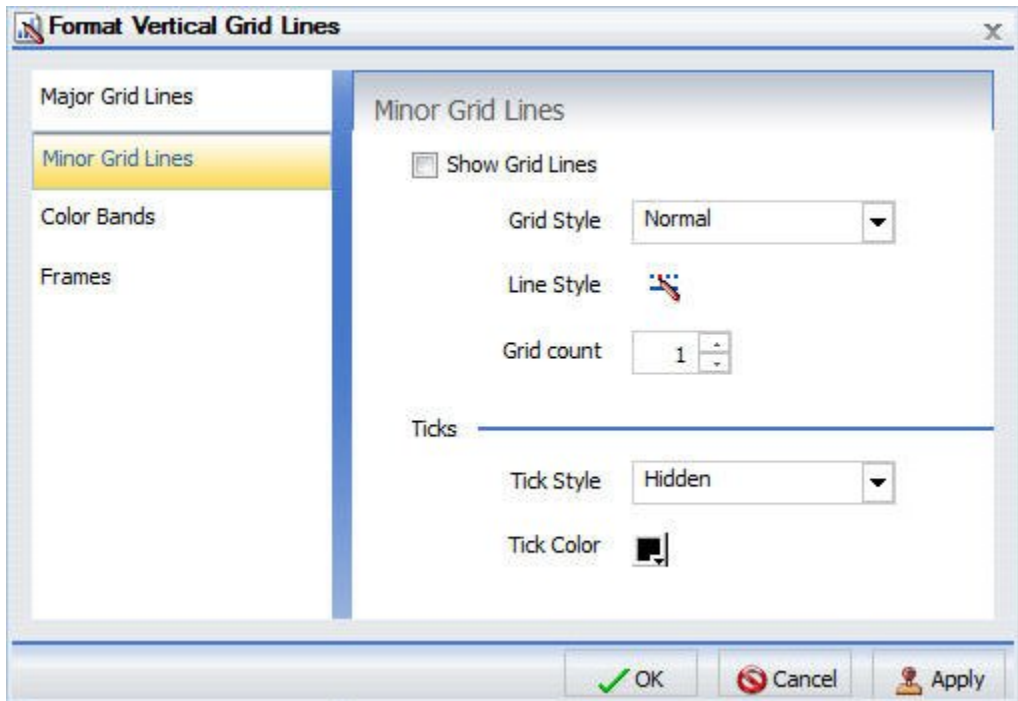 Format Vertical Grid Lines
Major Grid Lines
Minor Grid Lines
Color Bands
Frames
Minor Grid Lines
Show Grid Lines
Grid Style Normal
Line Style
Grid count 1
Ticks
Tick Style Hidden
Tick Color
OK Cancel Apply